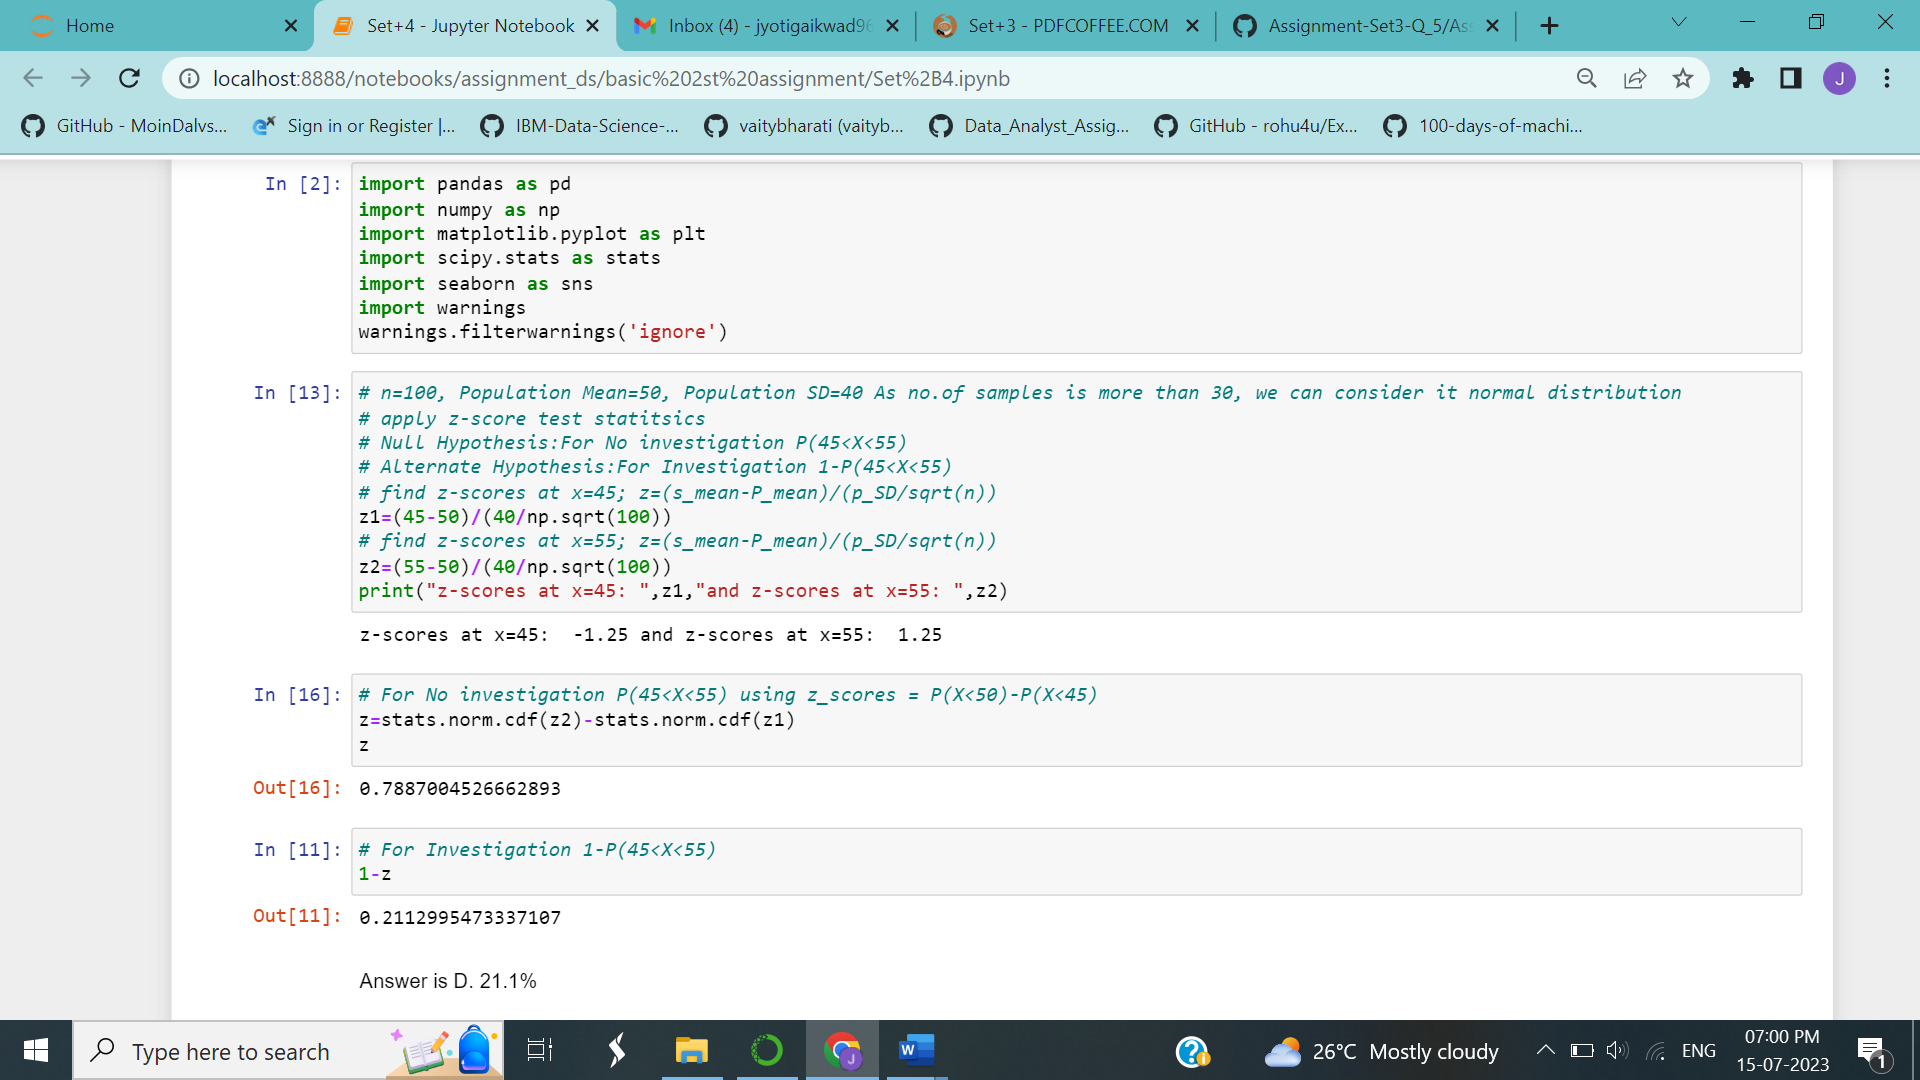 Home
Set+4 - Jupyter Notebook
Inbox (4) - jyotigaikwad96
Set+3 - PDFCOFFEE.COM
Assignment-Set3-Q_5/As
localhost:8888/notebooks/assignment_ds/basic%202st%20assignment/Set%2B4.ipynb
J
GitHub - MoinDalvs...
Sign in or Register |...
IBM-Data-Science-...
vaitybharati (vaityb...
Data_Analyst_Assig...
GitHub - rohu4u/Ex...
100-days-of-machi...
In [2]:
import pandas as pd
import numpy as np
import matplotlib.pyplot as plt
import scipy.stats as stats
import seaborn as sns
import warnings
warnings.filterwarnings('ignore')
In [13]:
# n=100, Population Mean=50, Population SD=40 As no.of samples is more than 30, we can consider it normal distribution
# apply z-score test statitsics
# Null Hypothesis:For No investigation P(45<X<55)
# Alternate Hypothesis:For Investigation 1-P(45<X<55)
# find z-scores at x=45; z=(s_mean-P_mean)/(p_SD/sqrt(n))
z1=(45-50)/(40/np.sqrt(100))
# find z-scores at x=55; z=(s_mean-P_mean)/(p_SD/sqrt(n))
z2=(55-50)/(40/np.sqrt(100))
print("z-scores at x=45: ",z1,"and z-scores at x=55: ",z2)
z-scores at x=45:  -1.25 and z-scores at x=55:  1.25
In [16]:
# For No investigation P(45<X<55) using z_scores = P(X<50)-P(X<45)
z=stats.norm.cdf(z2)-stats.norm.cdf(z1)
z
Out[16]: 0.7887004526662893
In [11]:
# For Investigation 1-P(45<X<55)
1-z
Out[11]: 0.2112995473337107
Answer is D. 21.1%
Type here to search
J
W
26°C Mostly cloudy
ENG
07:00 PM
15-07-2023
1